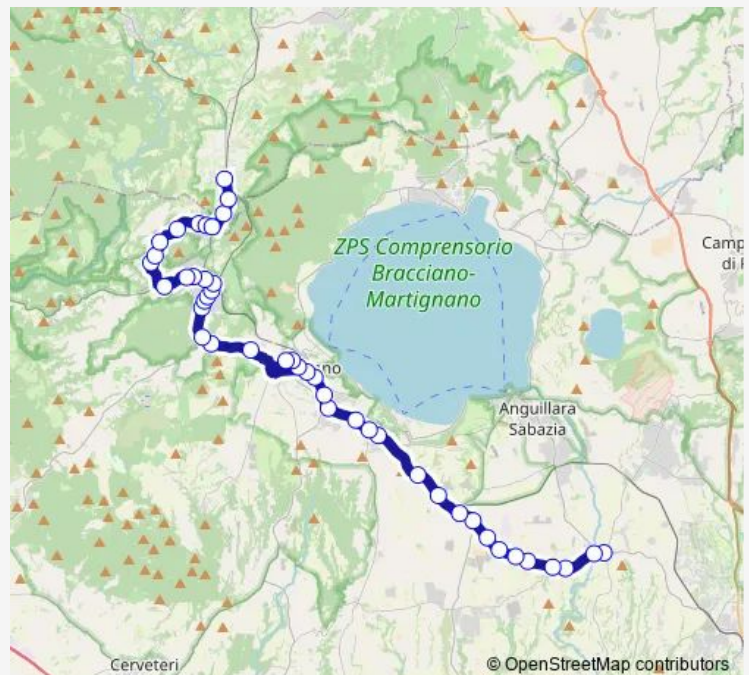 ZPS Comprensorio
Bracciano-
Martignano
Anguillara
Sabazia
Cerveteri
© OpenStreetMap contributors